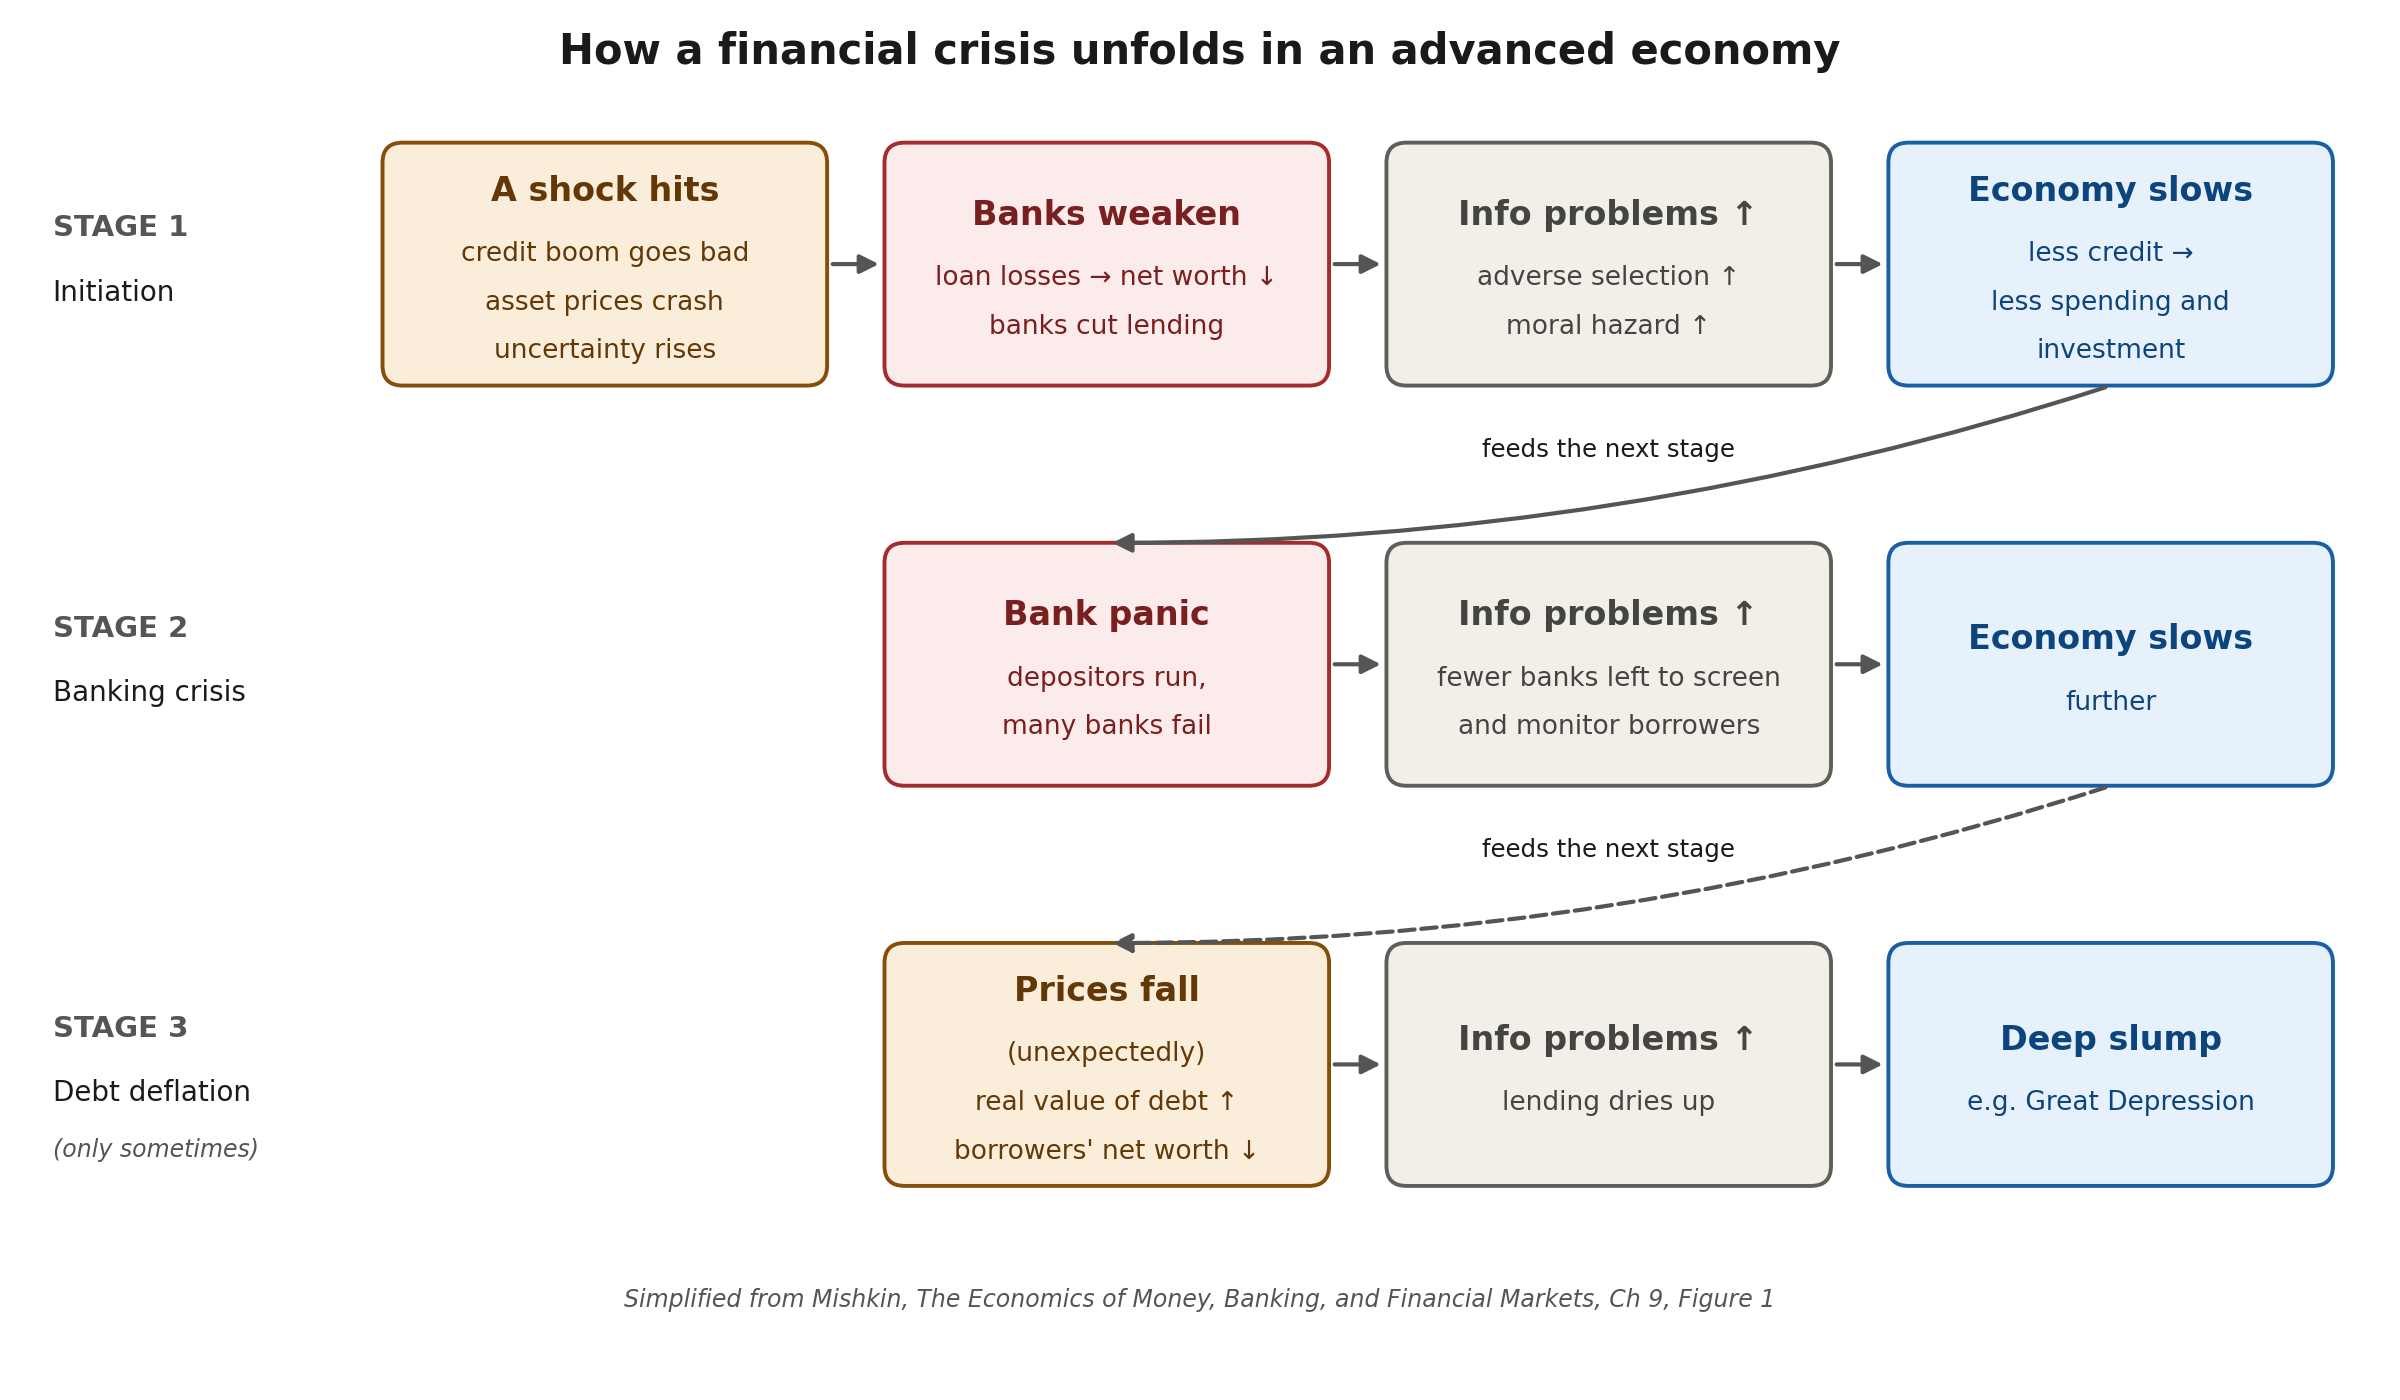 How a financial crisis unfolds in an advanced economy
STAGE 1
Initiation
A shock hits
credit boom goes bad
asset prices crash
uncertainty rises
Banks weaken
loan losses → net worth ↓
banks cut lending
Info problems ↑
adverse selection ↑
moral hazard ↑
Economy slows
less credit →
less spending and
investment
feeds the next stage
STAGE 2
Banking crisis
Bank panic
depositors run,
many banks fail
Info problems ↑
fewer banks left to screen
and monitor borrowers
Economy slows
further
feeds the next stage
STAGE 3
Debt deflation
(only sometimes)
Prices fall
(unexpectedly)
real value of debt ↑
borrowers' net worth ↓
Info problems ↑
lending dries up
Deep slump
e.g. Great Depression
Simplified from Mishkin, The Economics of Money, Banking, and Financial Markets, Ch 9, Figure 1